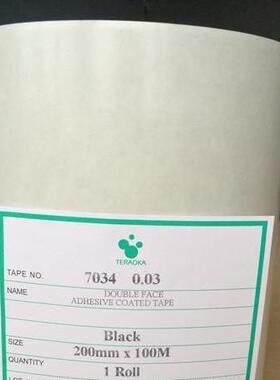 TERAOKA
TAPE NO. 7034 0.03
NAME DOUBLE FACE
ADHESIVE COATED TAPE
Black
SIZE 200mm x 100M
QUANTITY 1 Roll